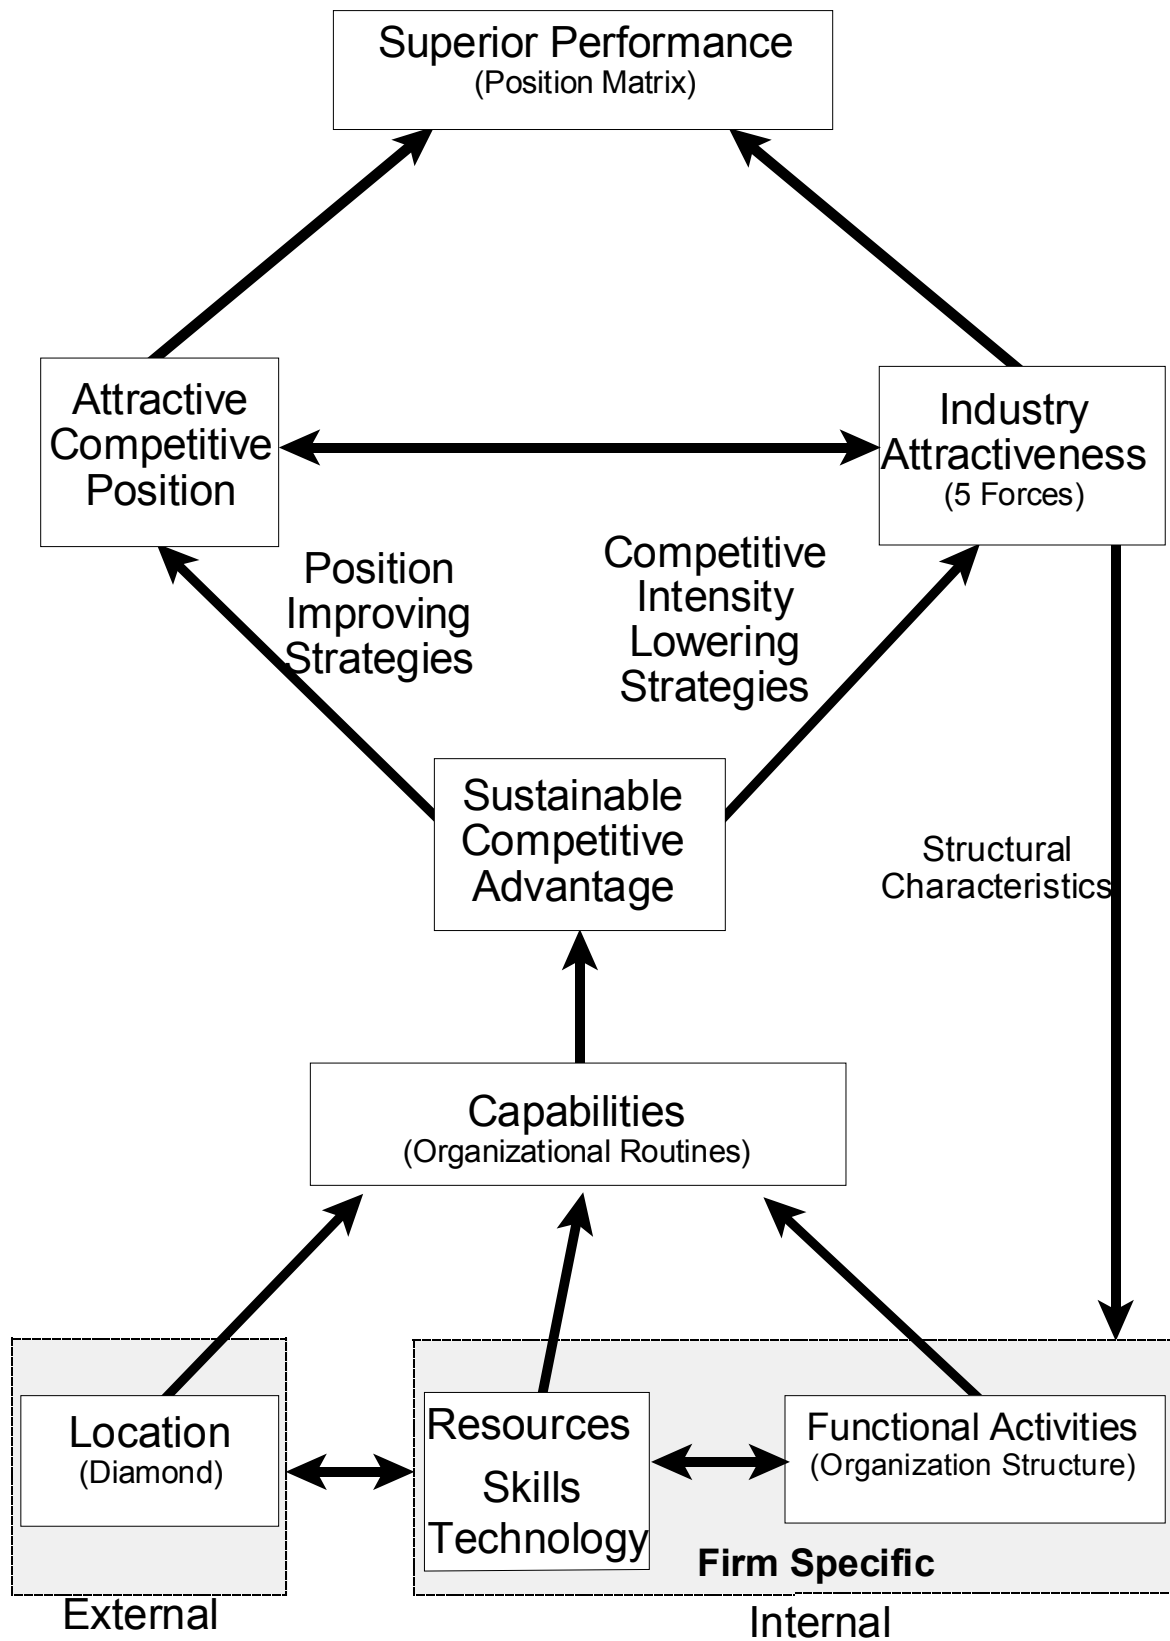 Superior Performance
(Position Matrix)
Attractive
Competitive
Position
Industry
Attractiveness
(5 Forces)
Position
Improving
Strategies
Competitive
Intensity
Lowering
Strategies
Sustainable
Competitive
Advantage
Structural
Characteristics
Capabilities
(Organizational Routines)
Location
(Diamond)
Resources
Skills
Technology
Functional Activities
(Organization Structure)
Firm Specific
External
Internal